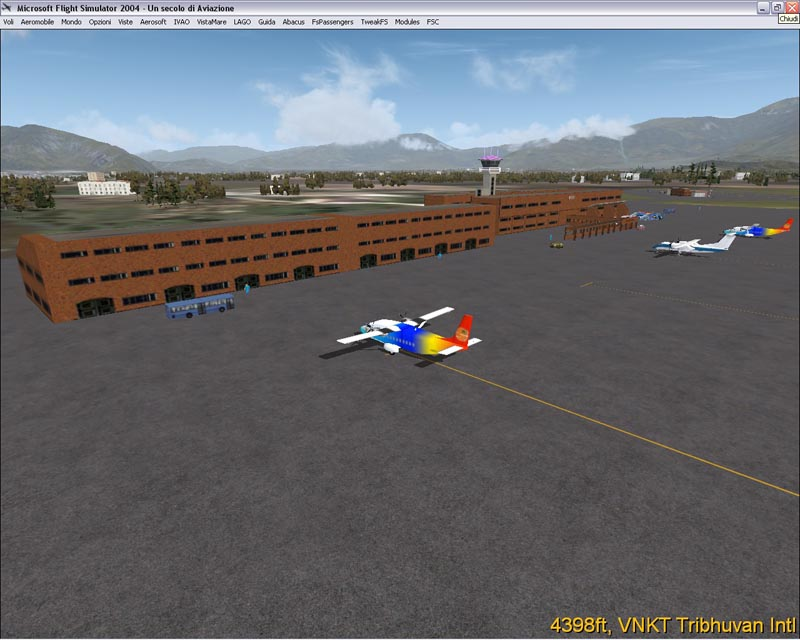 Microsoft Flight Simulator 2004 - Un secolo di Aviazione
Chiudi
Voli Aeromobile Mondo Opzioni Viste Aerosoft IVAO VistaMare LAGO Guida Abacus FsPassengers TweakFS Modules FSC
4398ft, VNKT Tribhuvan Intl